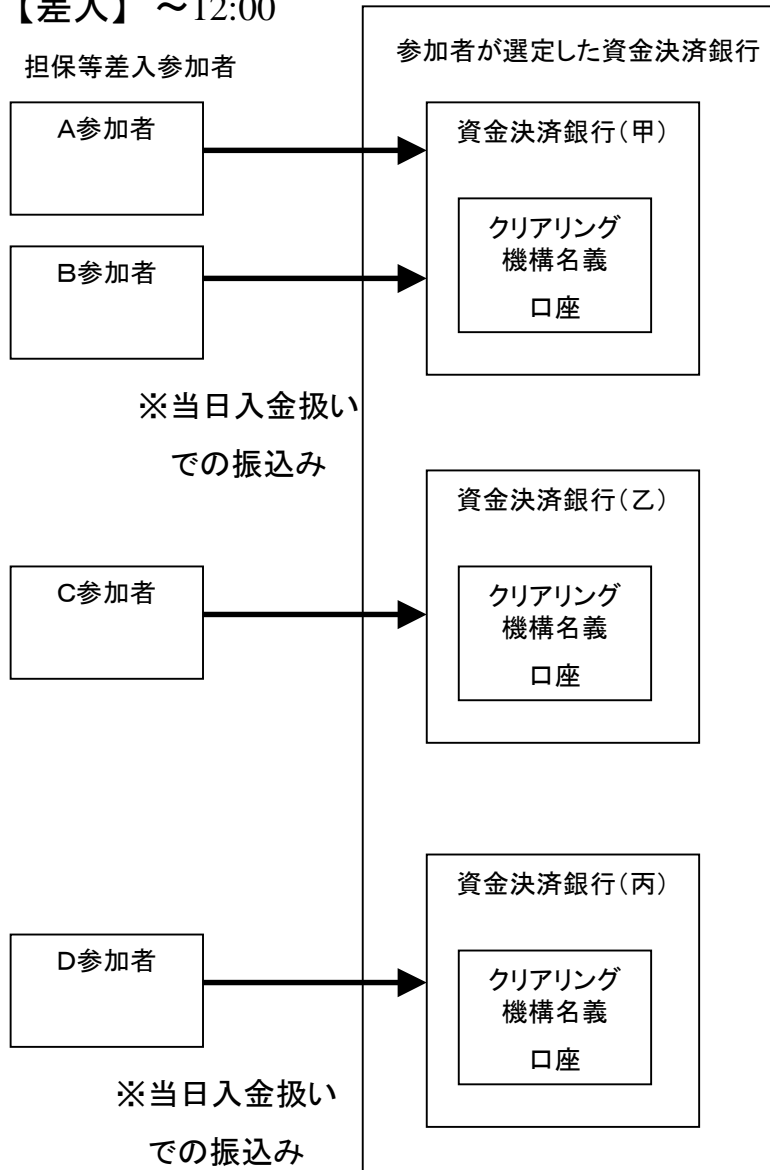 【差入】 ～12:00
担保等差入参加者
参加者が選定した資金決済銀行
A参加者
資金決済銀行(甲)
クリアリング
機構名義
口座
B参加者
※当日入金扱い
での振込み
資金決済銀行(乙)
C参加者
クリアリング
機構名義
口座
資金決済銀行(丙)
D参加者
クリアリング
機構名義
口座
※当日入金扱い
での振込み